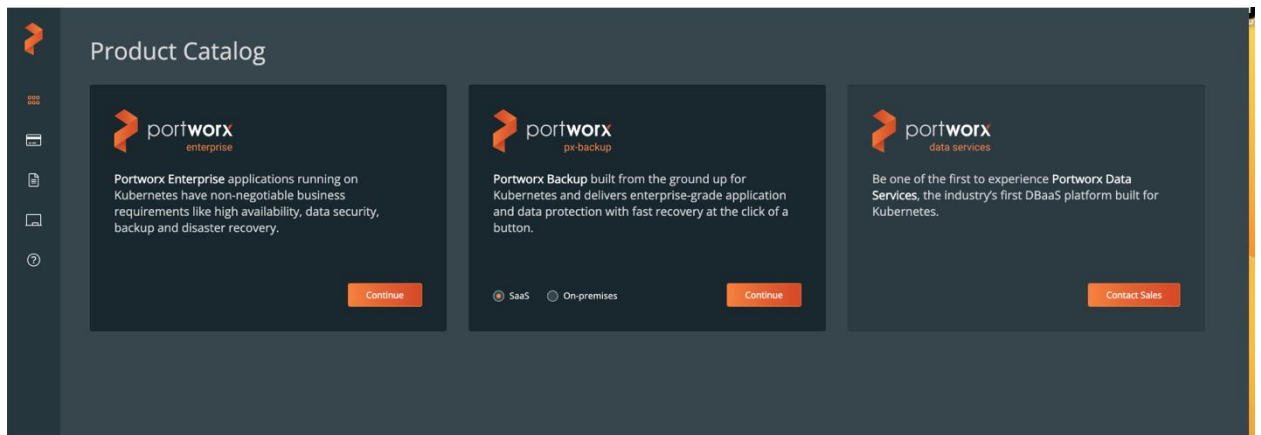 Product Catalog
portworx
enterprise
Portworx Enterprise applications running on
Kubernetes have non-negotiable business
requirements like high availability, data security,
backup and disaster recovery.
Continue
portworx
px-backup
Portworx Backup built from the ground up for
Kubernetes and delivers enterprise-grade application
and data protection with fast recovery at the click of a
button.
SaaS On-premises Continue
portworx
data services
Be one of the first to experience Portworx Data
Services, the industry's first DBaaS platform built for
Kubernetes.
Contact Sales